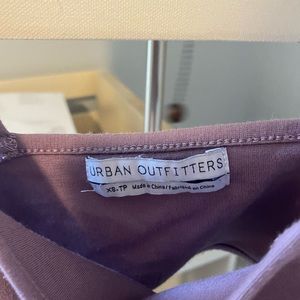 URBAN OUTFITTERS
XS-TP Made in China/Fabriqué en Chine